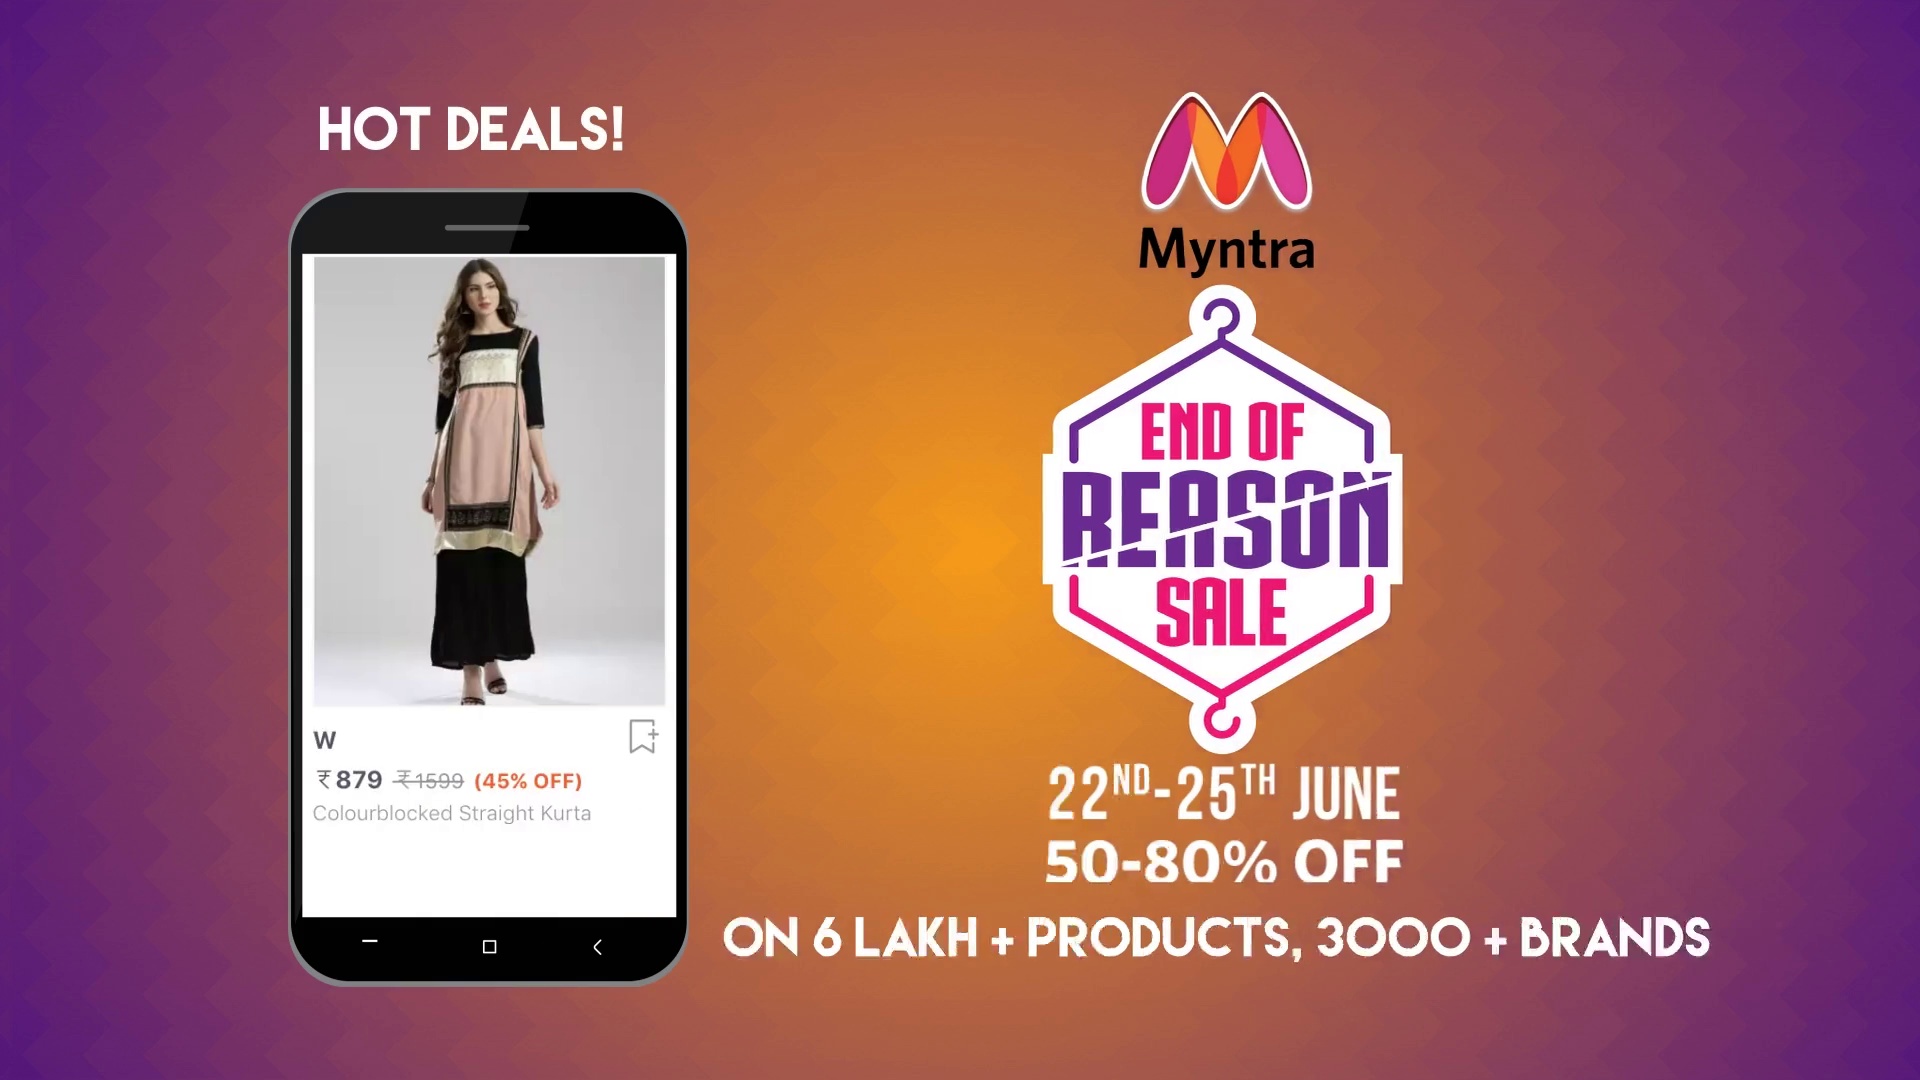 HOT DEALS!
W
₹879 ₹1599 (45% OFF)
Colourblocked Straight Kurta
Myntra
END OF
REASON
SALE
22ND-25TH JUNE
50-80% OFF
ON 6 LAKH + PRODUCTS, 3000 + BRANDS